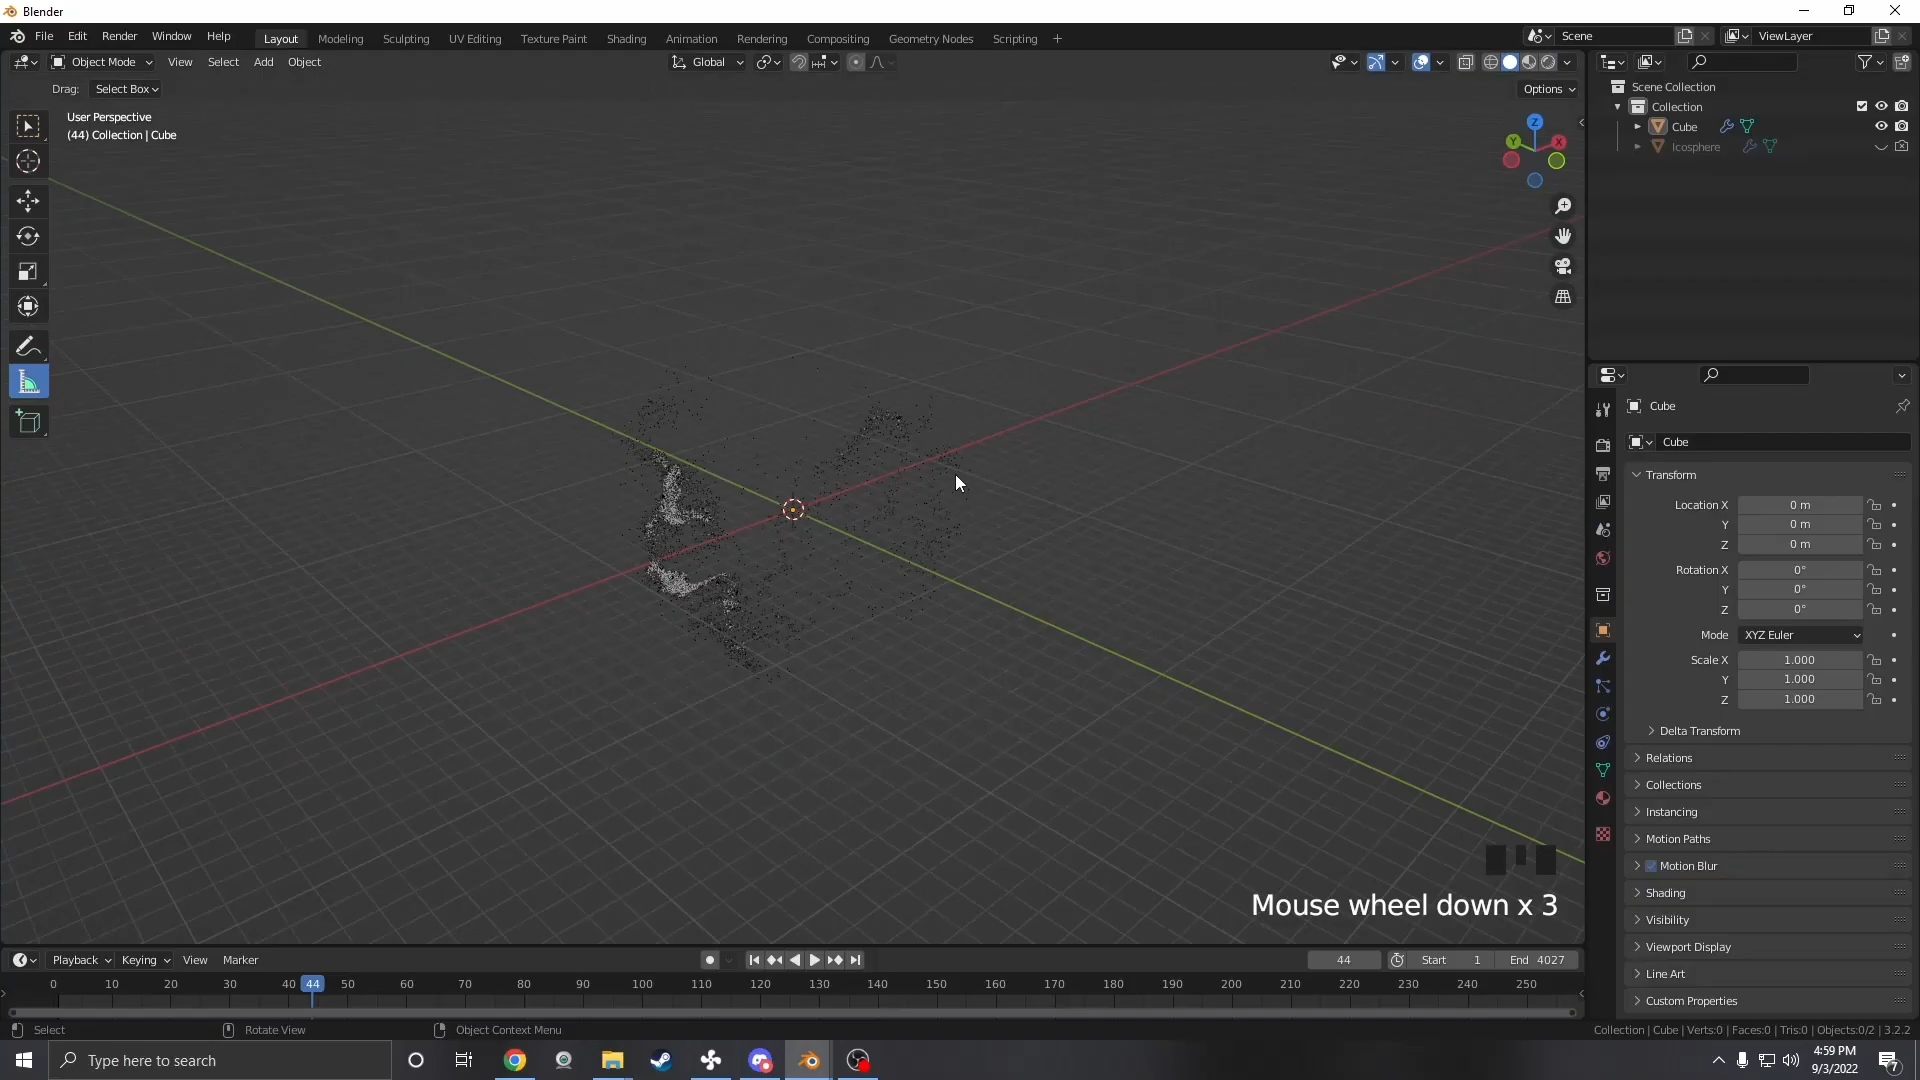 Blender
File Edit Render Window Help Layout Modeling Sculpting UV Editing Texture Paint Shading Animation Rendering Compositing Geometry Nodes Scripting + Scene ViewLayer
Object Mode View Select Add Object Global
Drag: Select Box Options
User Perspective
(44) Collection | Cube
Z
Y X
Scene Collection
Collection
Cube
Icosphere
Cube
Cube
Transform
Location X 0 m
Y 0 m
Z 0 m
Rotation X 0°
Y 0°
Z 0°
Mode XYZ Euler
Scale X 1.000
Y 1.000
Z 1.000
Delta Transform
Relations
Collections
Instancing
Motion Paths
Motion Blur
Shading
Visibility
Viewport Display
Line Art
Custom Properties
Mouse wheel down x 3
Playback Keying View Marker 44 Start 1 End 4027
0 10 20 30 40 44 50 60 70 80 90 100 110 120 130 140 150 160 170 180 190 200 210 220 230 240 250
Select Rotate View Object Context Menu Collection | Cube | Verts:0 | Faces:0 | Tris:0 | Objects:0/2 | 3.2.2
Type here to search
4:59 PM
9/3/2022
7